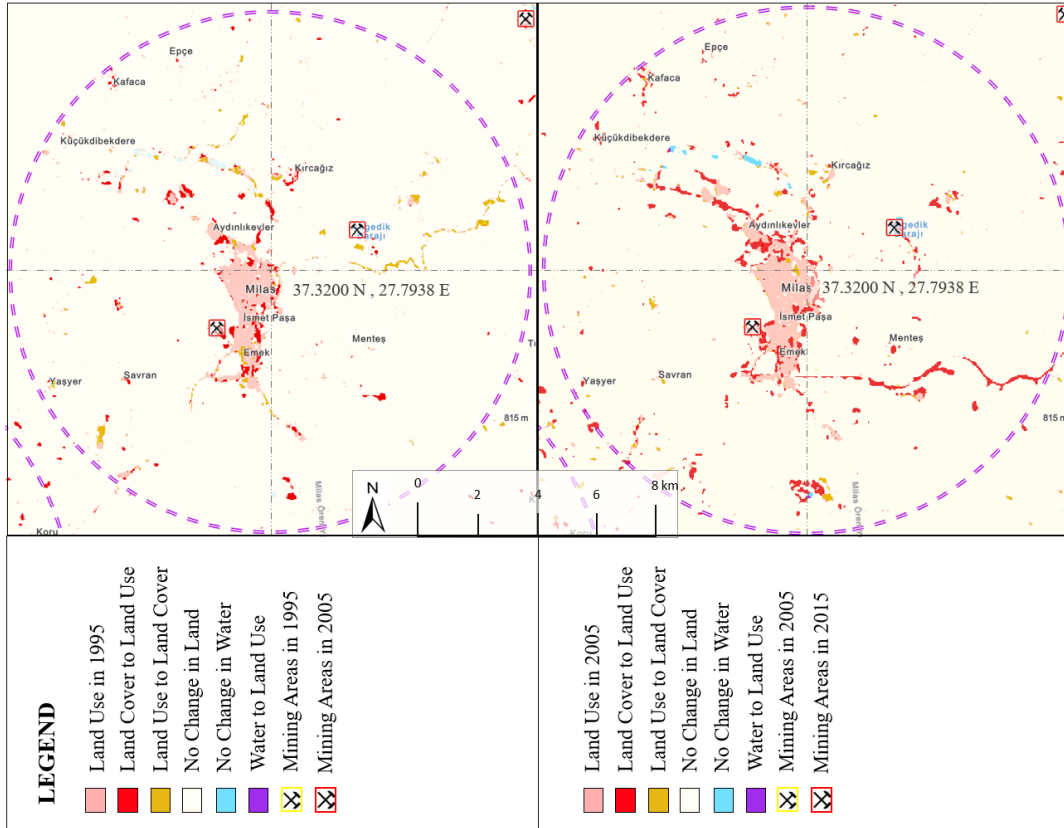 Epçe
Kafaca
Küçükdibekdere
Kırcağız
Aydınlıkevler
gedik
arajı
Milas
37.3200 N , 27.7938 E
İsmet Paşa
Menteş
Emek
Yaşyer
Savran
815 m
Koru
Epçe
Kafaca
Küçükdibekdere
Kırcağız
Aydınlıkevler
gedik
arajı
Milas
37.3200 N , 27.7938 E
İsmet Paşa
Menteş
Emek
Yaşyer
Savran
815 m
Koru
N
0 2 4 6 8 km
LEGEND
Land Use in 1995
Land Cover to Land Use
Land Use to Land Cover
No Change in Land
No Change in Water
Water to Land Use
Mining Areas in 1995
Mining Areas in 2005
Land Use in 2005
Land Cover to Land Use
Land Use to Land Cover
No Change in Land
No Change in Water
Water to Land Use
Mining Areas in 2005
Mining Areas in 2015